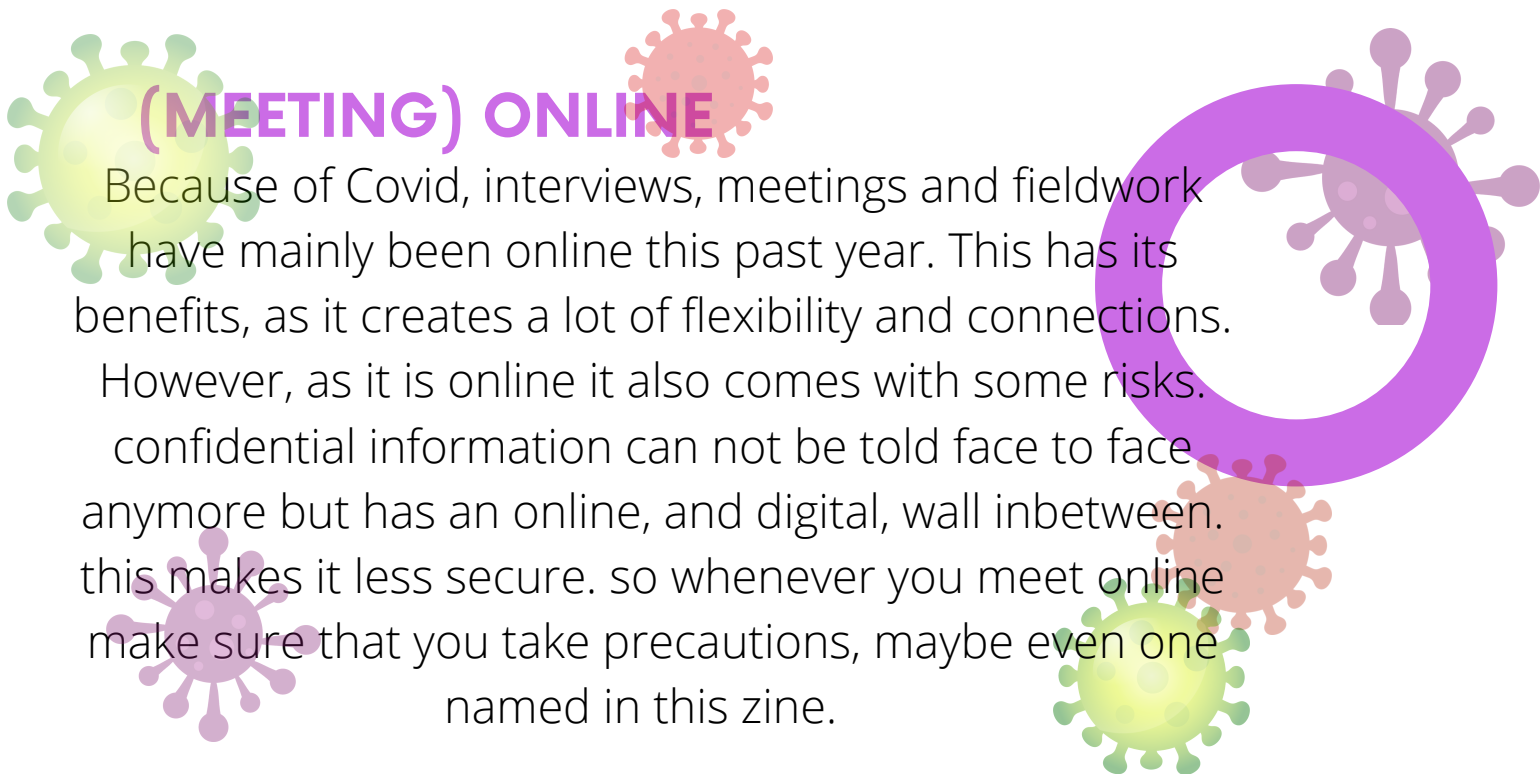 (MEETING) ONLINE
Because of Covid, interviews, meetings and fieldwork
have mainly been online this past year. This has its
benefits, as it creates a lot of flexibility and connections.
However, as it is online it also comes with some risks.
confidential information can not be told face to face
anymore but has an online, and digital, wall inbetween.
this makes it less secure. so whenever you meet online
make sure that you take precautions, maybe even one
named in this zine.